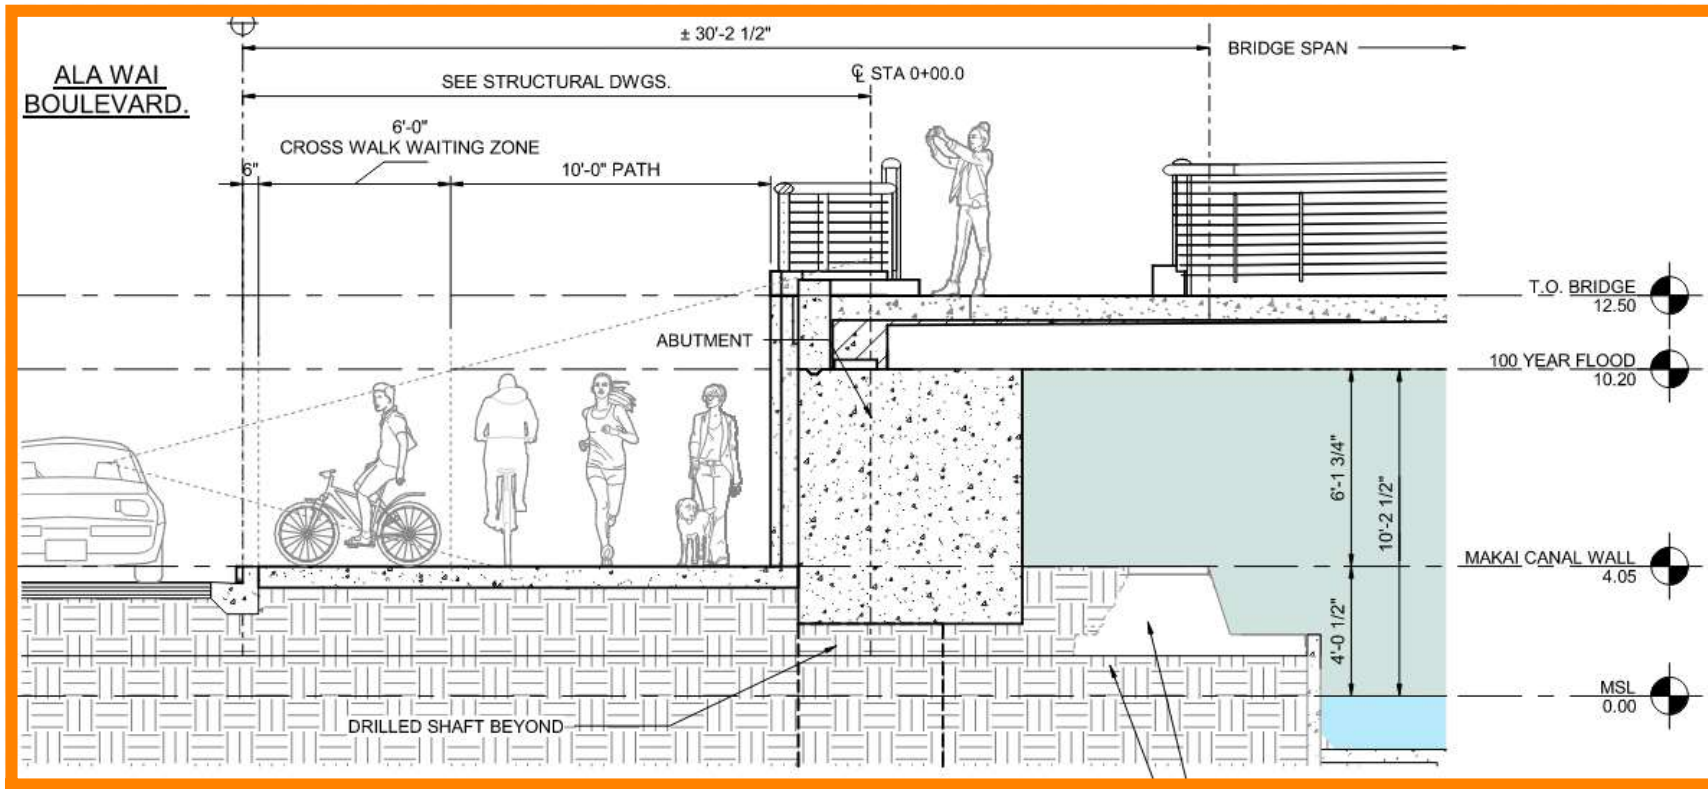 ± 30'-2 1/2"
BRIDGE SPAN
ALA WAI
BOULEVARD.
SEE STRUCTURAL DWGS.
℄ STA 0+00.0
6'-0"
CROSS WALK WAITING ZONE
6"
10'-0" PATH
T.O. BRIDGE
12.50
ABUTMENT
100 YEAR FLOOD
10.20
6'-1 3/4"
10'-2 1/2"
MAKAI CANAL WALL
4.05
4'-0 1/2"
MSL
0.00
DRILLED SHAFT BEYOND